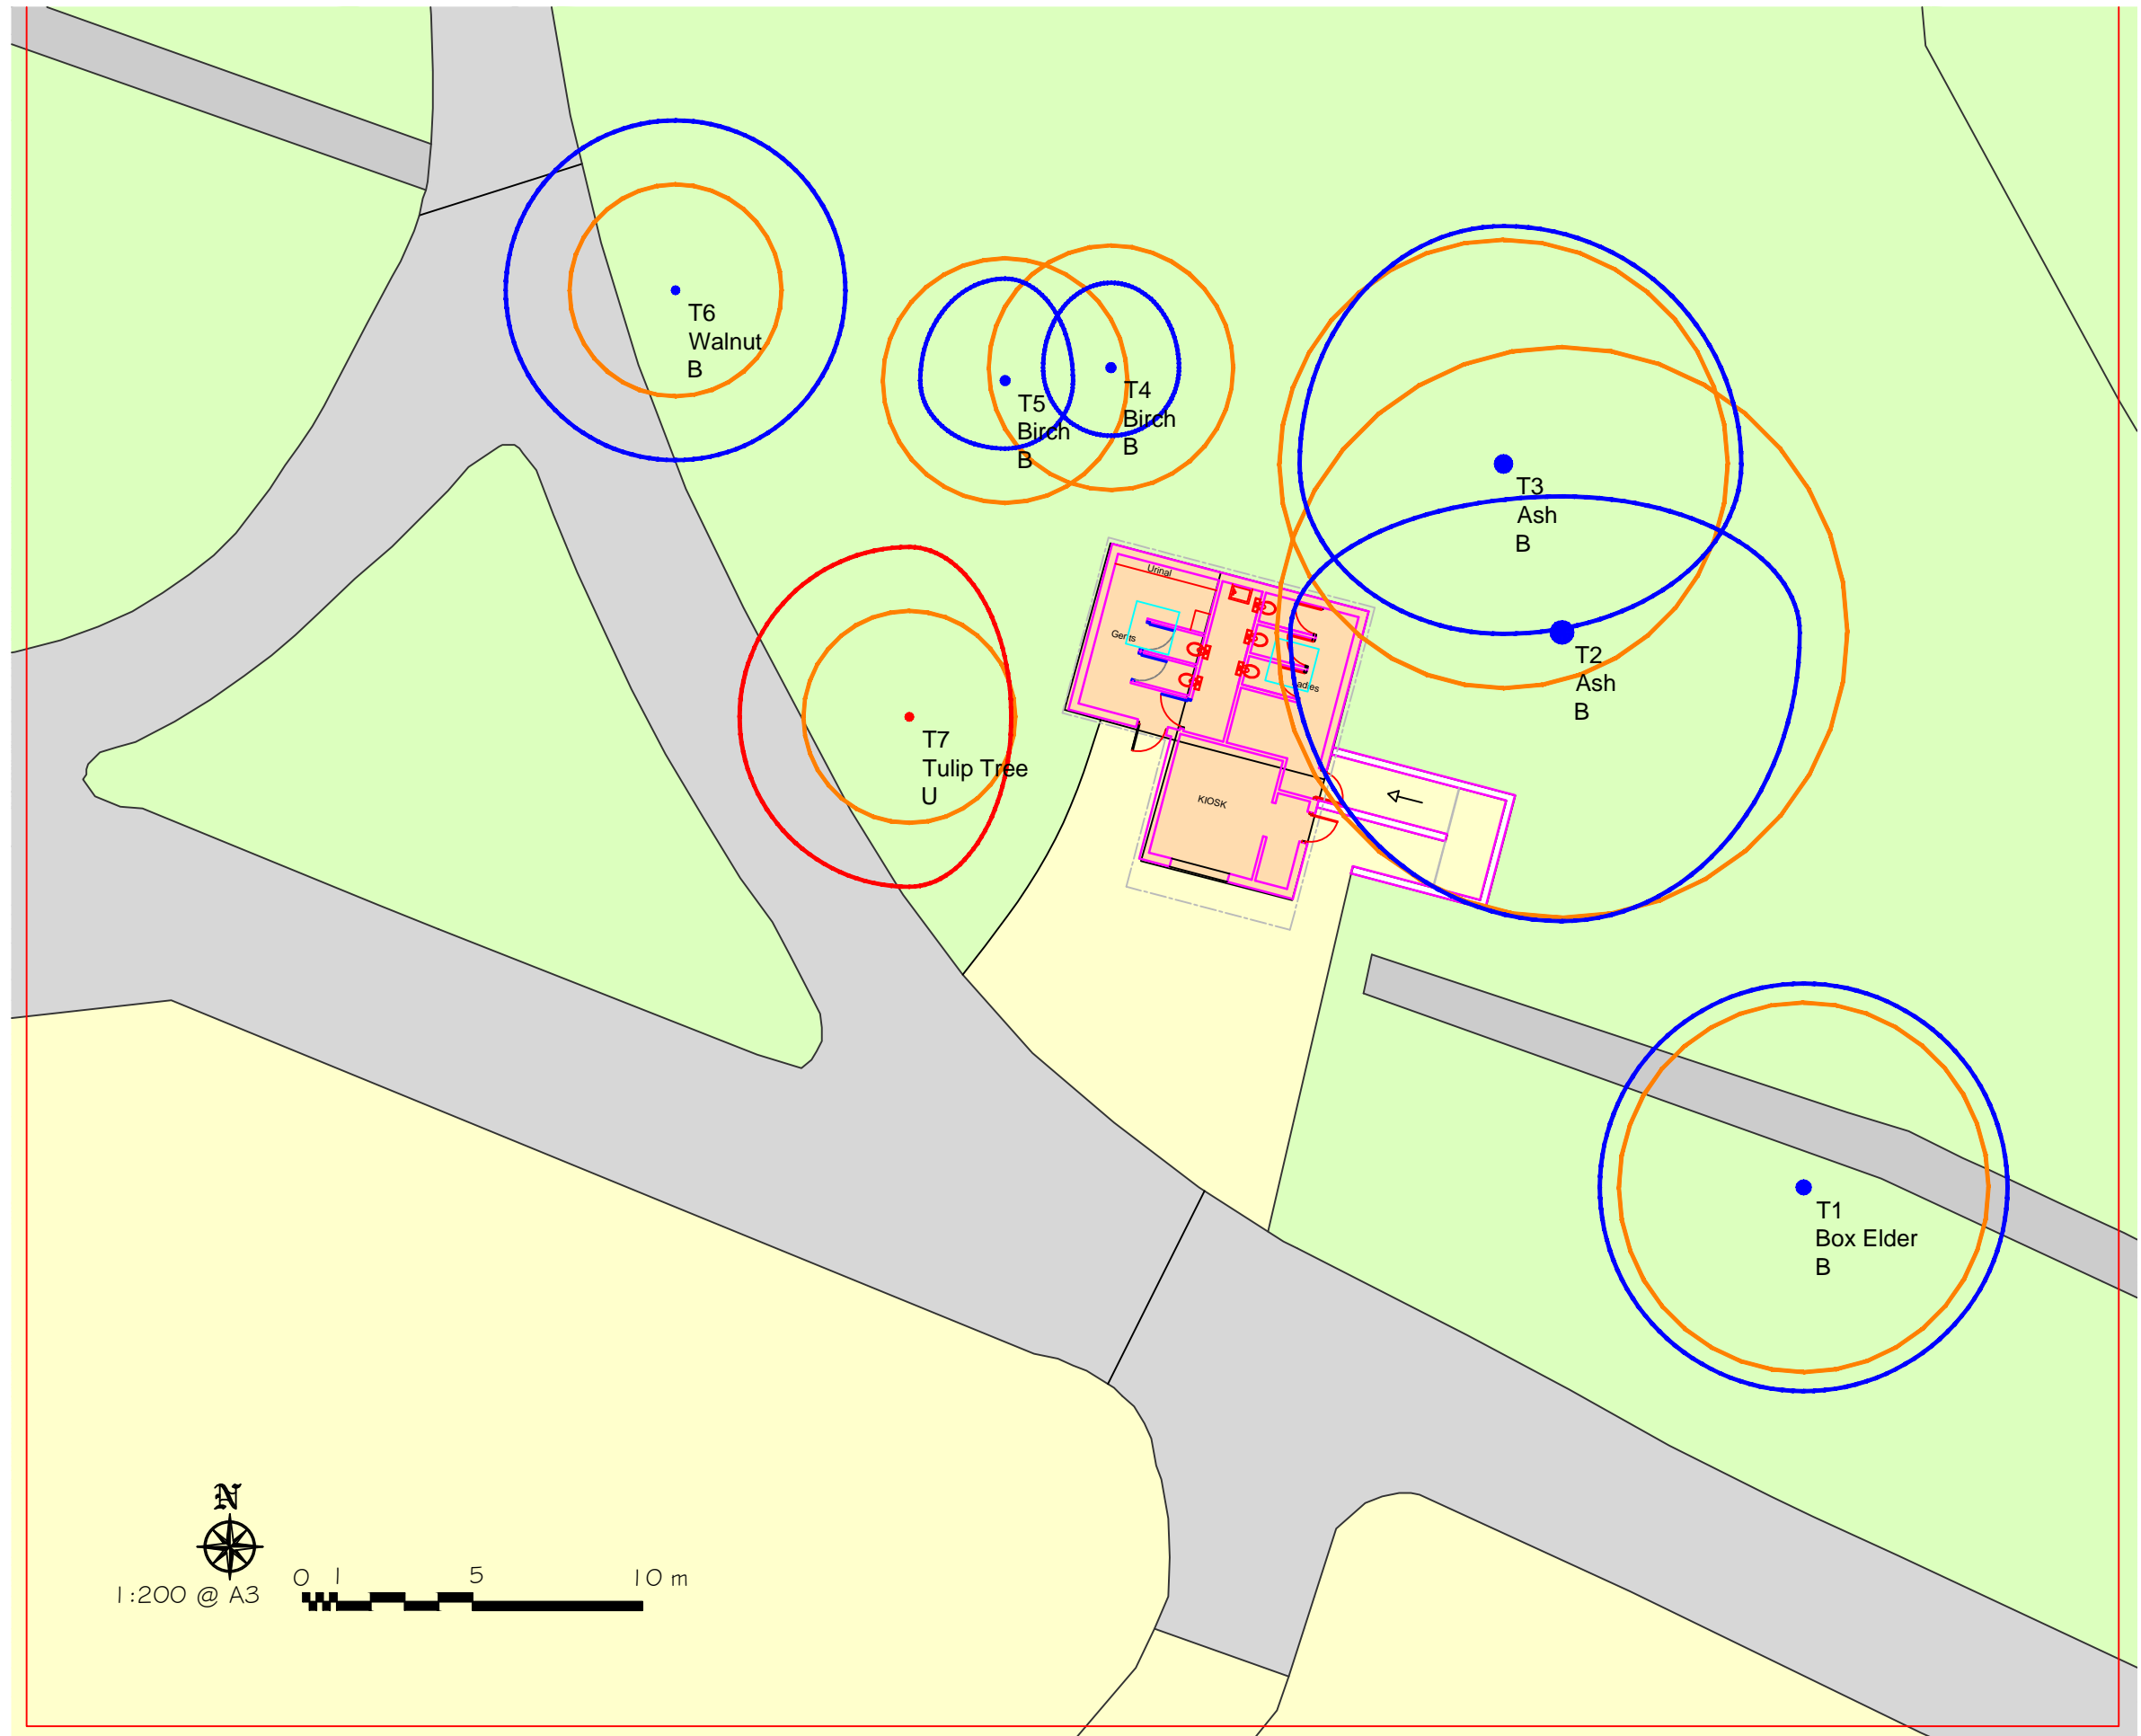 T6
Walnut
B
T5
Birch
B
T4
Birch
B
T3
Ash
B
T2
Ash
B
Urinal
Gents
T7
Tulip Tree
U
KIOSK
T1
Box Elder
B
N
1:200 @ A3
0 1 5 10 m